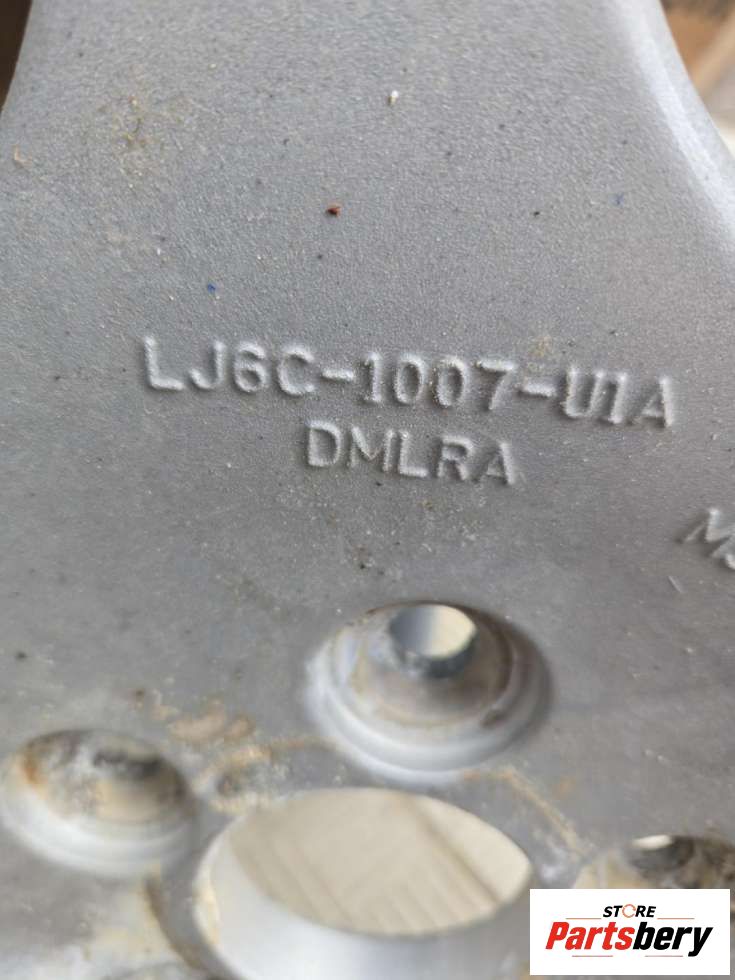 LJ6C-1007-U1A
DMLRA
STORE
Partsbery